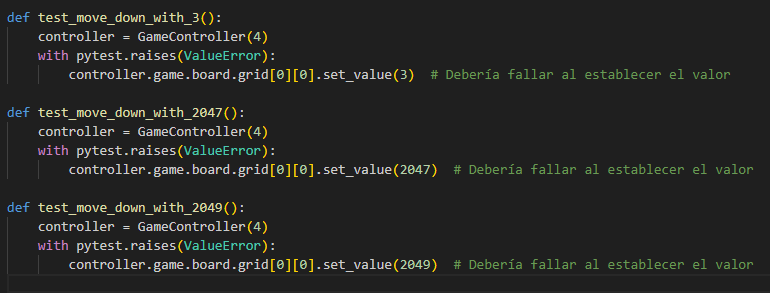 def test_move_down_with_3():
    controller = GameController(4)
    with pytest.raises(ValueError):
        controller.game.board.grid[0][0].set_value(3)  # Debería fallar al establecer el valor
def test_move_down_with_2047():
    controller = GameController(4)
    with pytest.raises(ValueError):
        controller.game.board.grid[0][0].set_value(2047)  # Debería fallar al establecer el valor
def test_move_down_with_2049():
    controller = GameController(4)
    with pytest.raises(ValueError):
        controller.game.board.grid[0][0].set_value(2049)  # Debería fallar al establecer el valor